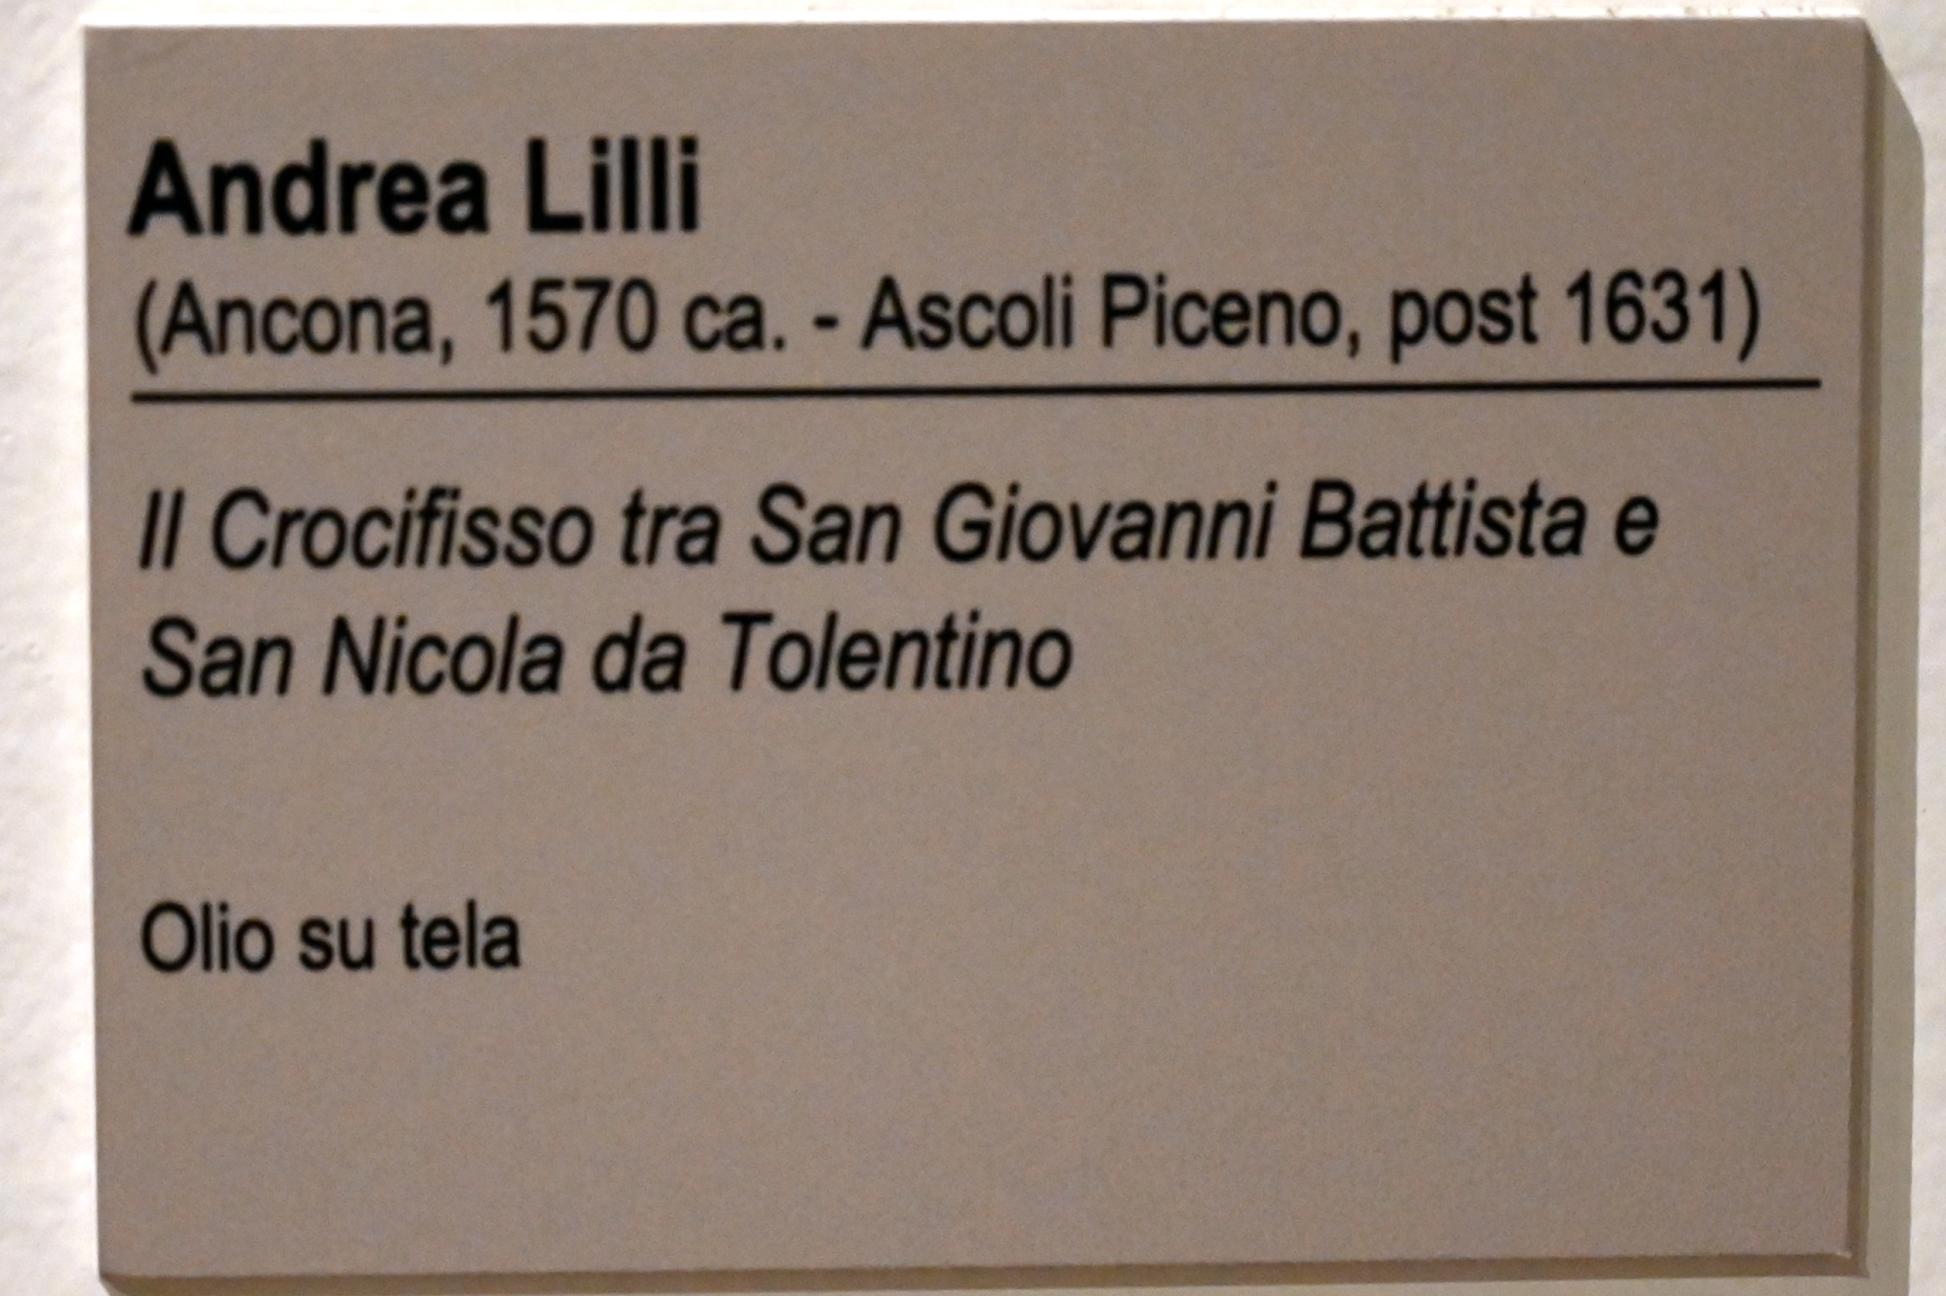 Andrea Lilli
(Ancona, 1570 ca. - Ascoli Piceno, post 1631)
Il Crocifisso tra San Giovanni Battista e
San Nicola da Tolentino
Olio su tela